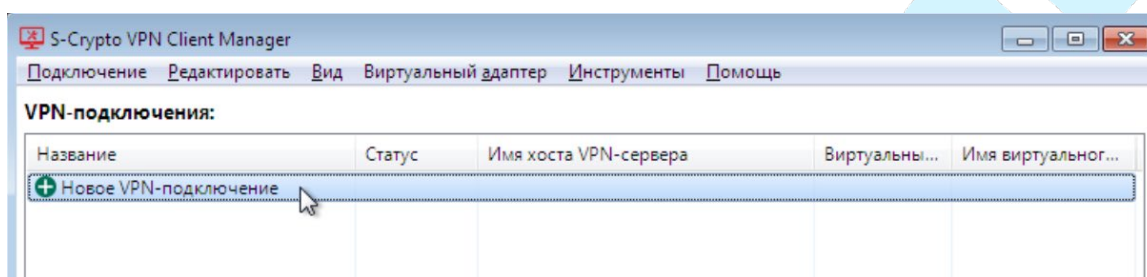 S-Crypto VPN Client Manager
Подключение Редактировать Вид Виртуальный адаптер Инструменты Помощь
VPN-подключения:
Название Статус Имя хоста VPN-сервера Виртуальны... Имя виртуальног...
Новое VPN-подключение